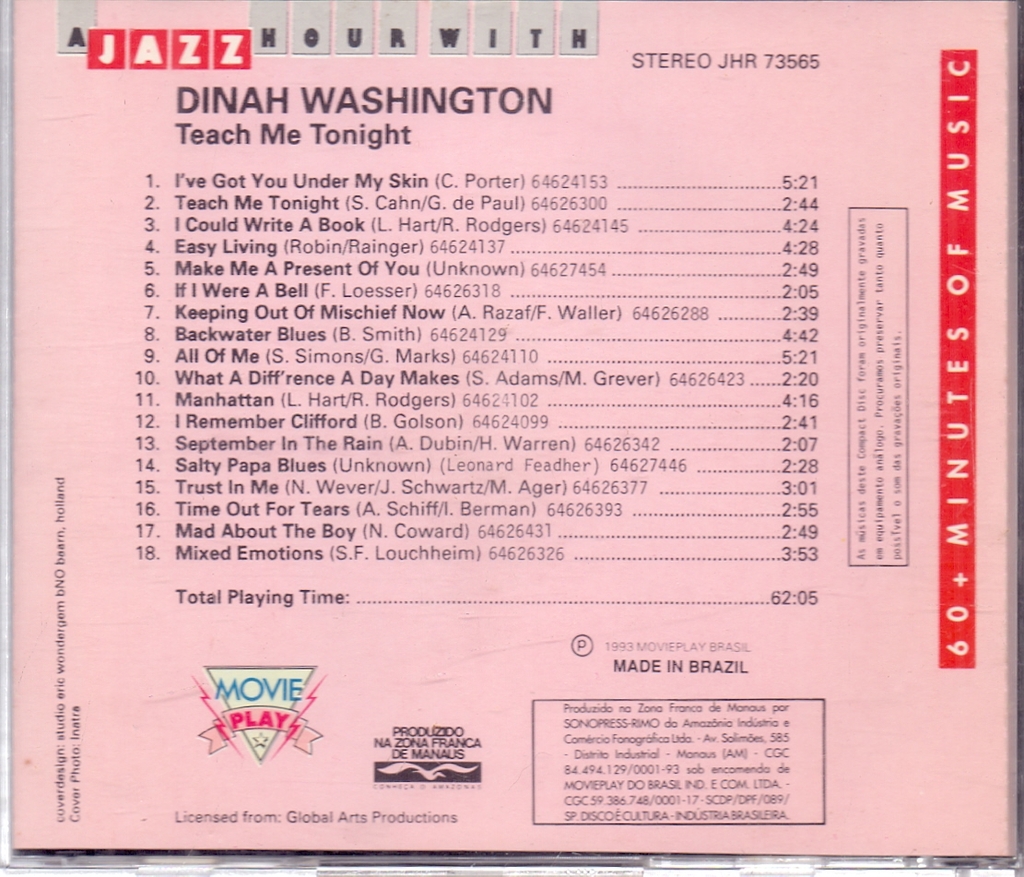 A JAZZ HOUR WITH
STEREO JHR 73565
DINAH WASHINGTON
Teach Me Tonight
1. I've Got You Under My Skin (C. Porter) 64624153 5:21
2. Teach Me Tonight (S. Cahn/G. de Paul) 64626300 2:44
3. I Could Write A Book (L. Hart/R. Rodgers) 64624145 4:24
4. Easy Living (Robin/Rainger) 64624137 4:28
5. Make Me A Present Of You (Unknown) 64627454 2:49
6. If I Were A Bell (F. Loesser) 64626318 2:05
7. Keeping Out Of Mischief Now (A. Razaf/F. Waller) 64626288 2:39
8. Backwater Blues (B. Smith) 64624129 4:42
9. All Of Me (S. Simons/G. Marks) 64624110 5:21
10. What A Diff'rence A Day Makes (S. Adams/M. Grever) 64626423 2:20
11. Manhattan (L. Hart/R. Rodgers) 64624102 4:16
12. I Remember Clifford (B. Golson) 64624099 2:41
13. September In The Rain (A. Dubin/H. Warren) 64626342 2:07
14. Salty Papa Blues (Unknown) (Leonard Feadher) 64627446 2:28
15. Trust In Me (N. Wever/J. Schwartz/M. Ager) 64626377 3:01
16. Time Out For Tears (A. Schiff/I. Berman) 64626393 2:55
17. Mad About The Boy (N. Coward) 64626431 2:49
18. Mixed Emotions (S.F. Louchheim) 64626326 3:53
Total Playing Time: 62:05
Ⓟ 1993 MOVIEPLAY BRASIL
MADE IN BRAZIL
MOVIE
PLAY
PRODUZIDO
NA ZONA FRANCA
DE MANAUS
CONHEÇA O AMAZONAS
Produzido na Zona Franca de Manaus por
SONOPRESS-RIMO da Amazônia Indústria e
Comércio Fonográfica Ltda. - Av. Solimões, 585
- Distrito Industrial - Manaus (AM) - CGC
84.494.129/0001-93 sob encomenda de
MOVIEPLAY DO BRASIL IND. E COM. LTDA. -
CGC 59.386.748/0001-17 - SCDP/DPF/089/
SP. DISCO É CULTURA - INDÚSTRIA BRASILEIRA.
Licensed from: Global Arts Productions
coverdesign: studio eric wondergem bNO baarn, holland
Cover Photo: Inatra
As músicas deste Compact Disc foram originalmente gravadas
em equipamento análogo. Procuramos preservar tanto quanto
possível o som das gravações originais.
60+ MINUTES OF MUSIC